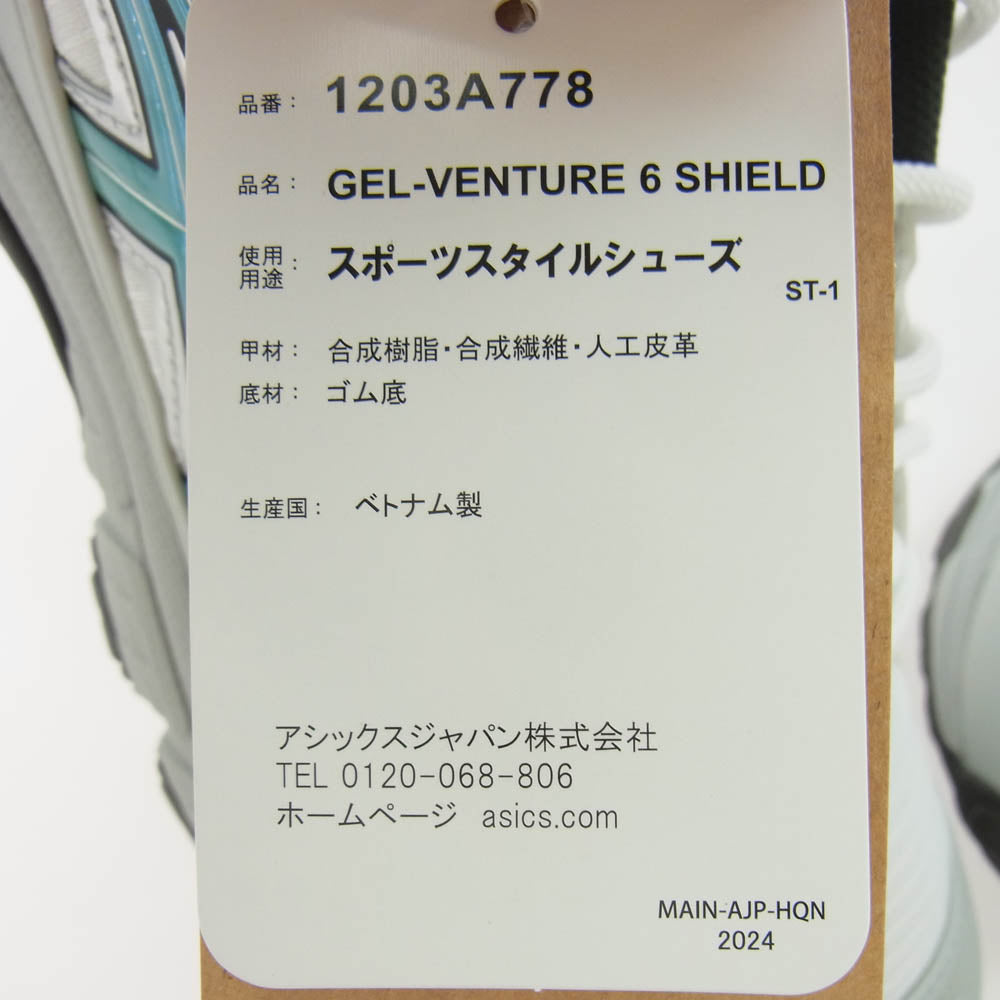 品番： 1203A778
品名： GEL-VENTURE 6 SHIELD
使用用途： スポーツスタイルシューズ
ST-1
甲材： 合成樹脂・合成繊維・人工皮革
底材： ゴム底
生産国： ベトナム製
アシックスジャパン株式会社
TEL 0120-068-806
ホームページ asics.com
MAIN-AJP-HQN
2024